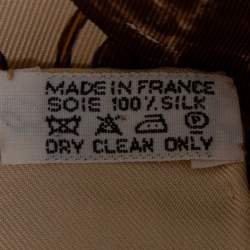 MADE IN FRANCE
SOIE 100% SILK
P
DRY CLEAN ONLY